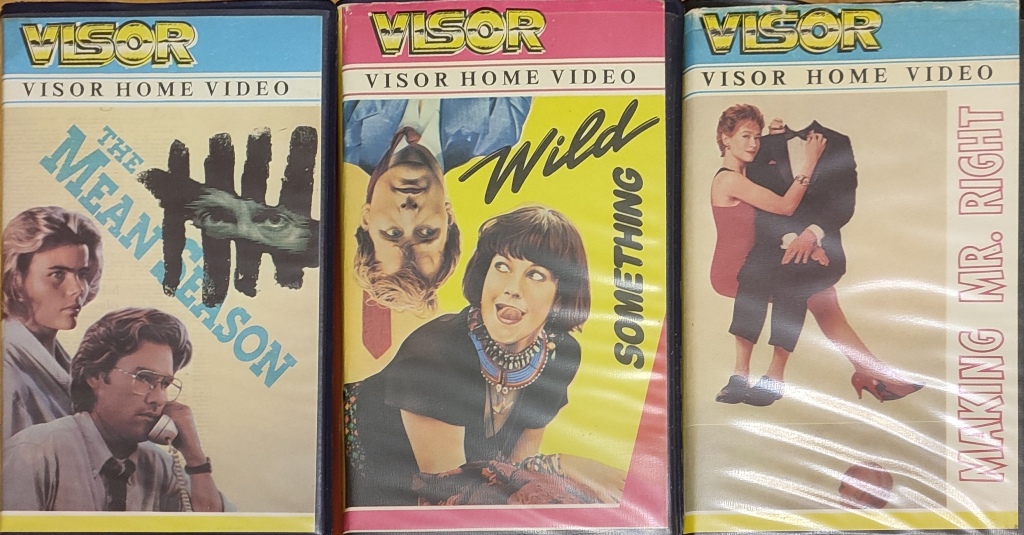 VISOR
VISOR HOME VIDEO
THE
MEAN SEASON
VISOR
VISOR HOME VIDEO
Wild
SOMETHING
VISOR
VISOR HOME VIDEO
MAKING MR. RIGHT